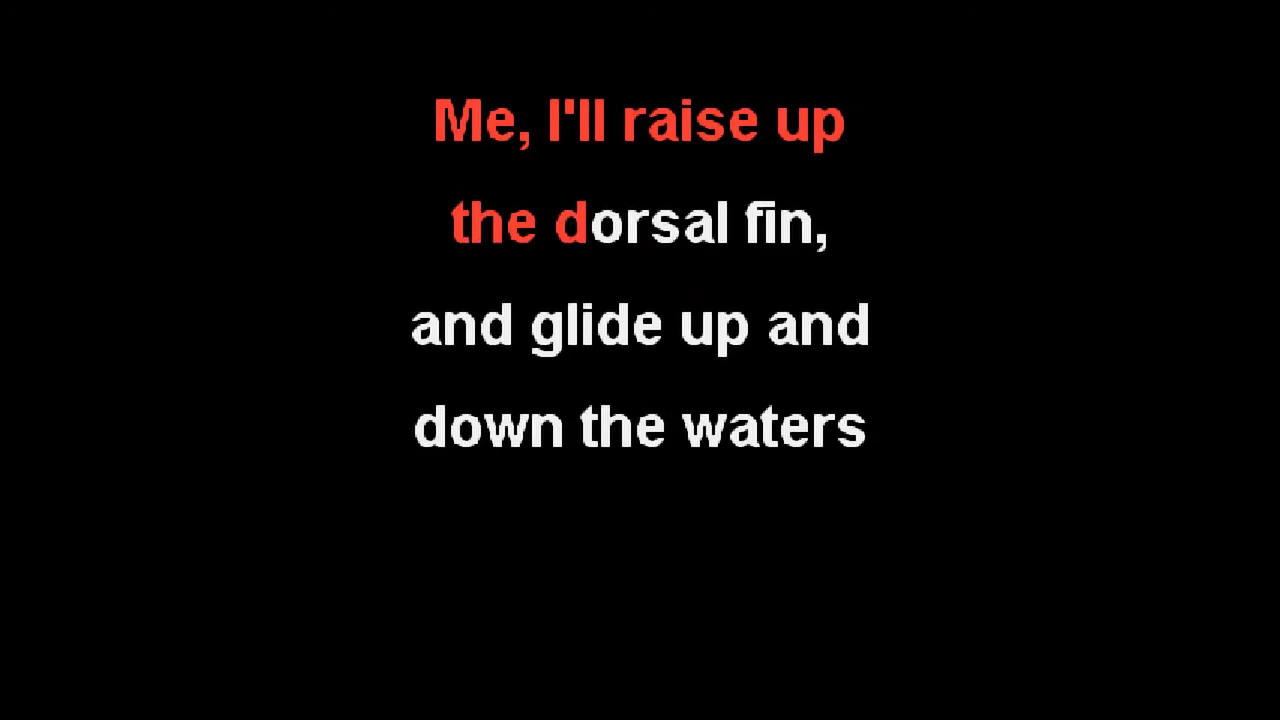 Me, I'll raise up
the dorsal fin,
and glide up and
down the waters